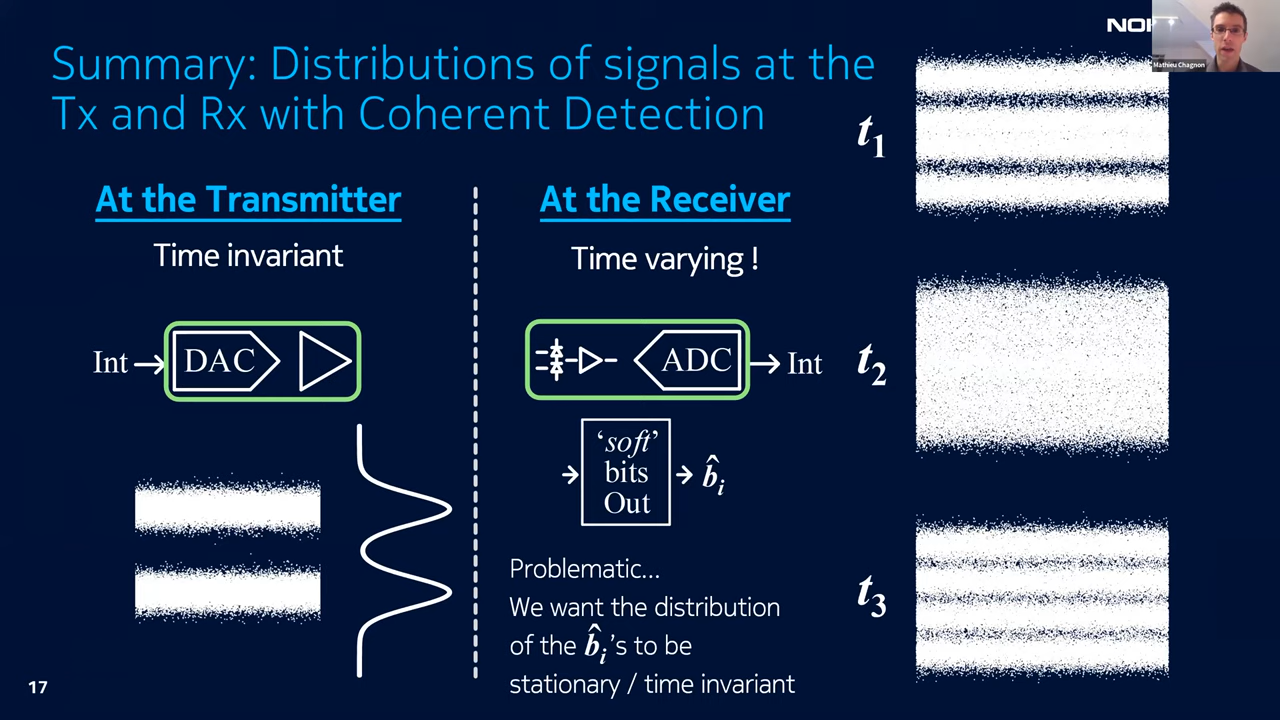 Summary: Distributions of signals at the
Tx and Rx with Coherent Detection
Mathieu Chagnon
At the Transmitter
Time invariant
Int
DAC
At the Receiver
Time varying !
ADC
Int
‘soft’
bits
Out
b̂ᵢ
Problematic...
We want the distribution
of the b̂ᵢ’s to be
stationary / time invariant
t₁
t₂
t₃
17